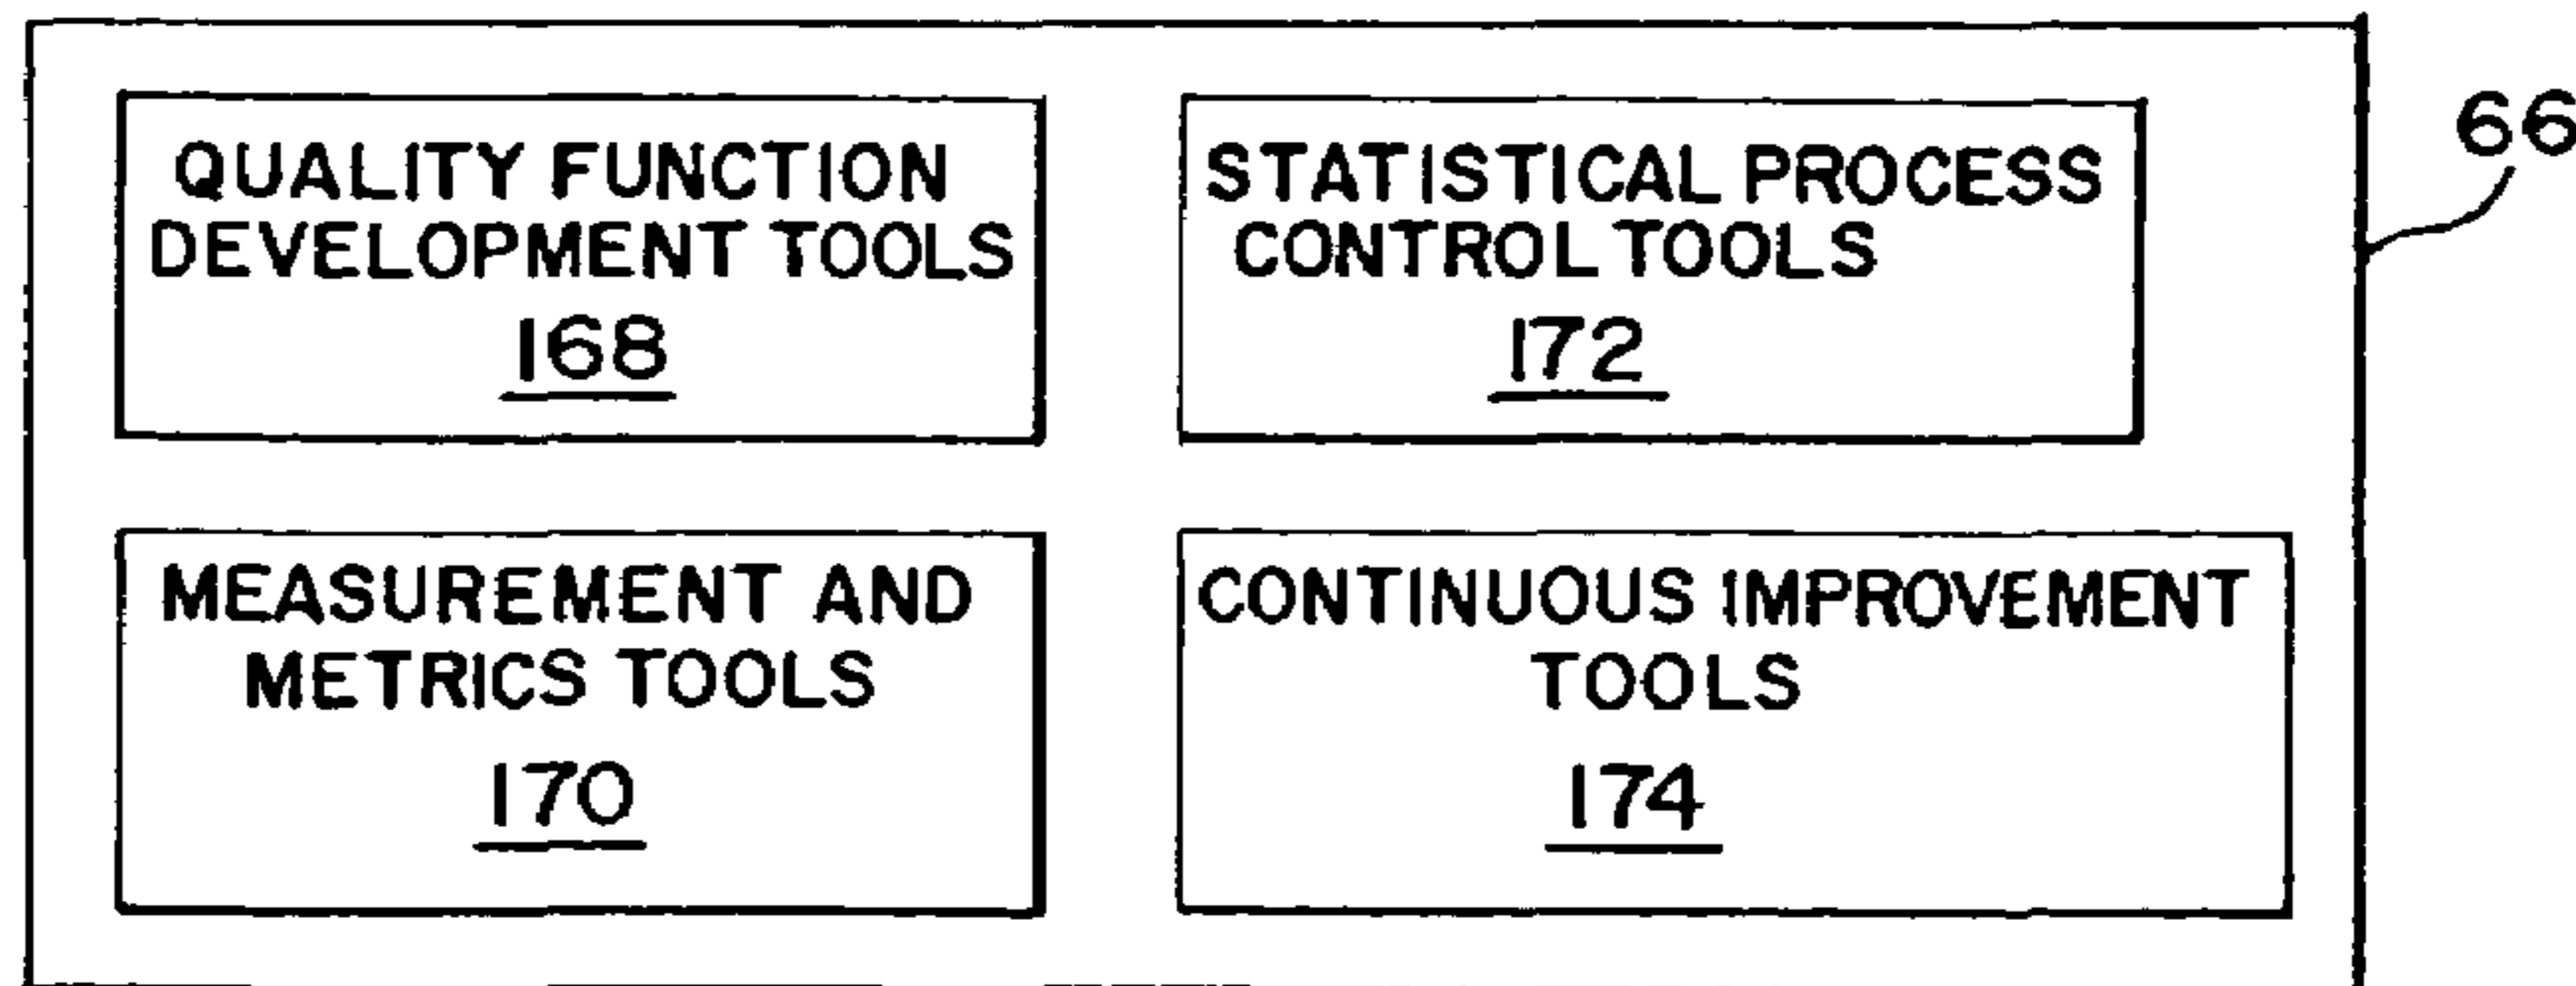 QUALITY FUNCTION
DEVELOPMENT TOOLS
168
STATISTICAL PROCESS
CONTROL TOOLS
172
66
MEASUREMENT AND
METRICS TOOLS
170
CONTINUOUS IMPROVEMENT
TOOLS
174